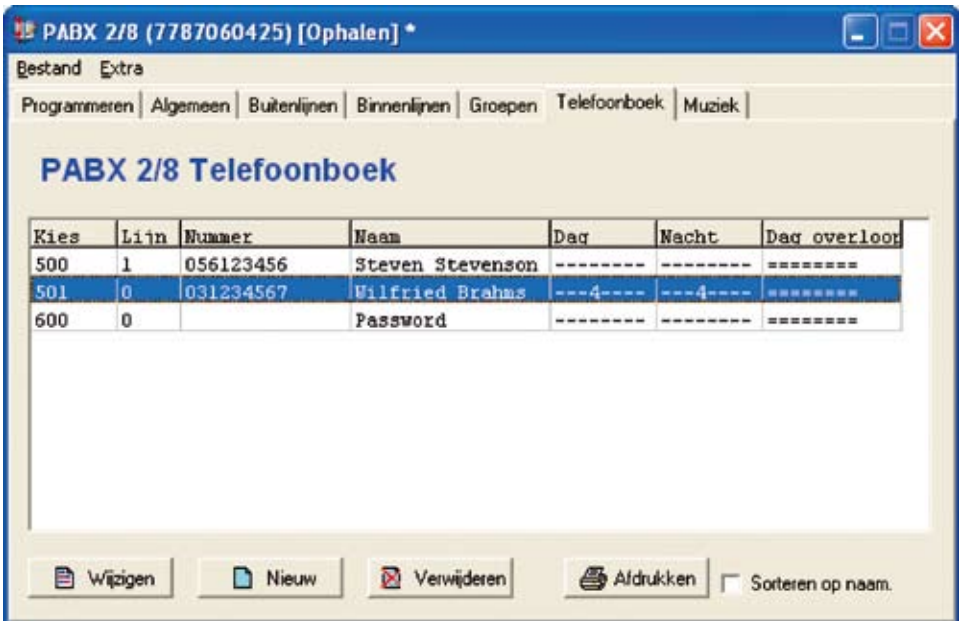 PABX 2/8 (7787060425) [Ophalen] *
Bestand Extra
Programmeren Algemeen Buitenlijnen Binnenlijnen Groepen Telefoonboek Muziek
PABX 2/8 Telefoonboek
Kies Lijn Nummer Naam Dag Nacht Dag overloop
500 1 056123456 Steven Stevenson -------- -------- ========
501 0 031234567 Wilfried Brahms ---4---- ---4---- ========
600 0 Password -------- -------- ========
Wijzigen Nieuw Verwijderen Afdrukken Sorteren op naam.